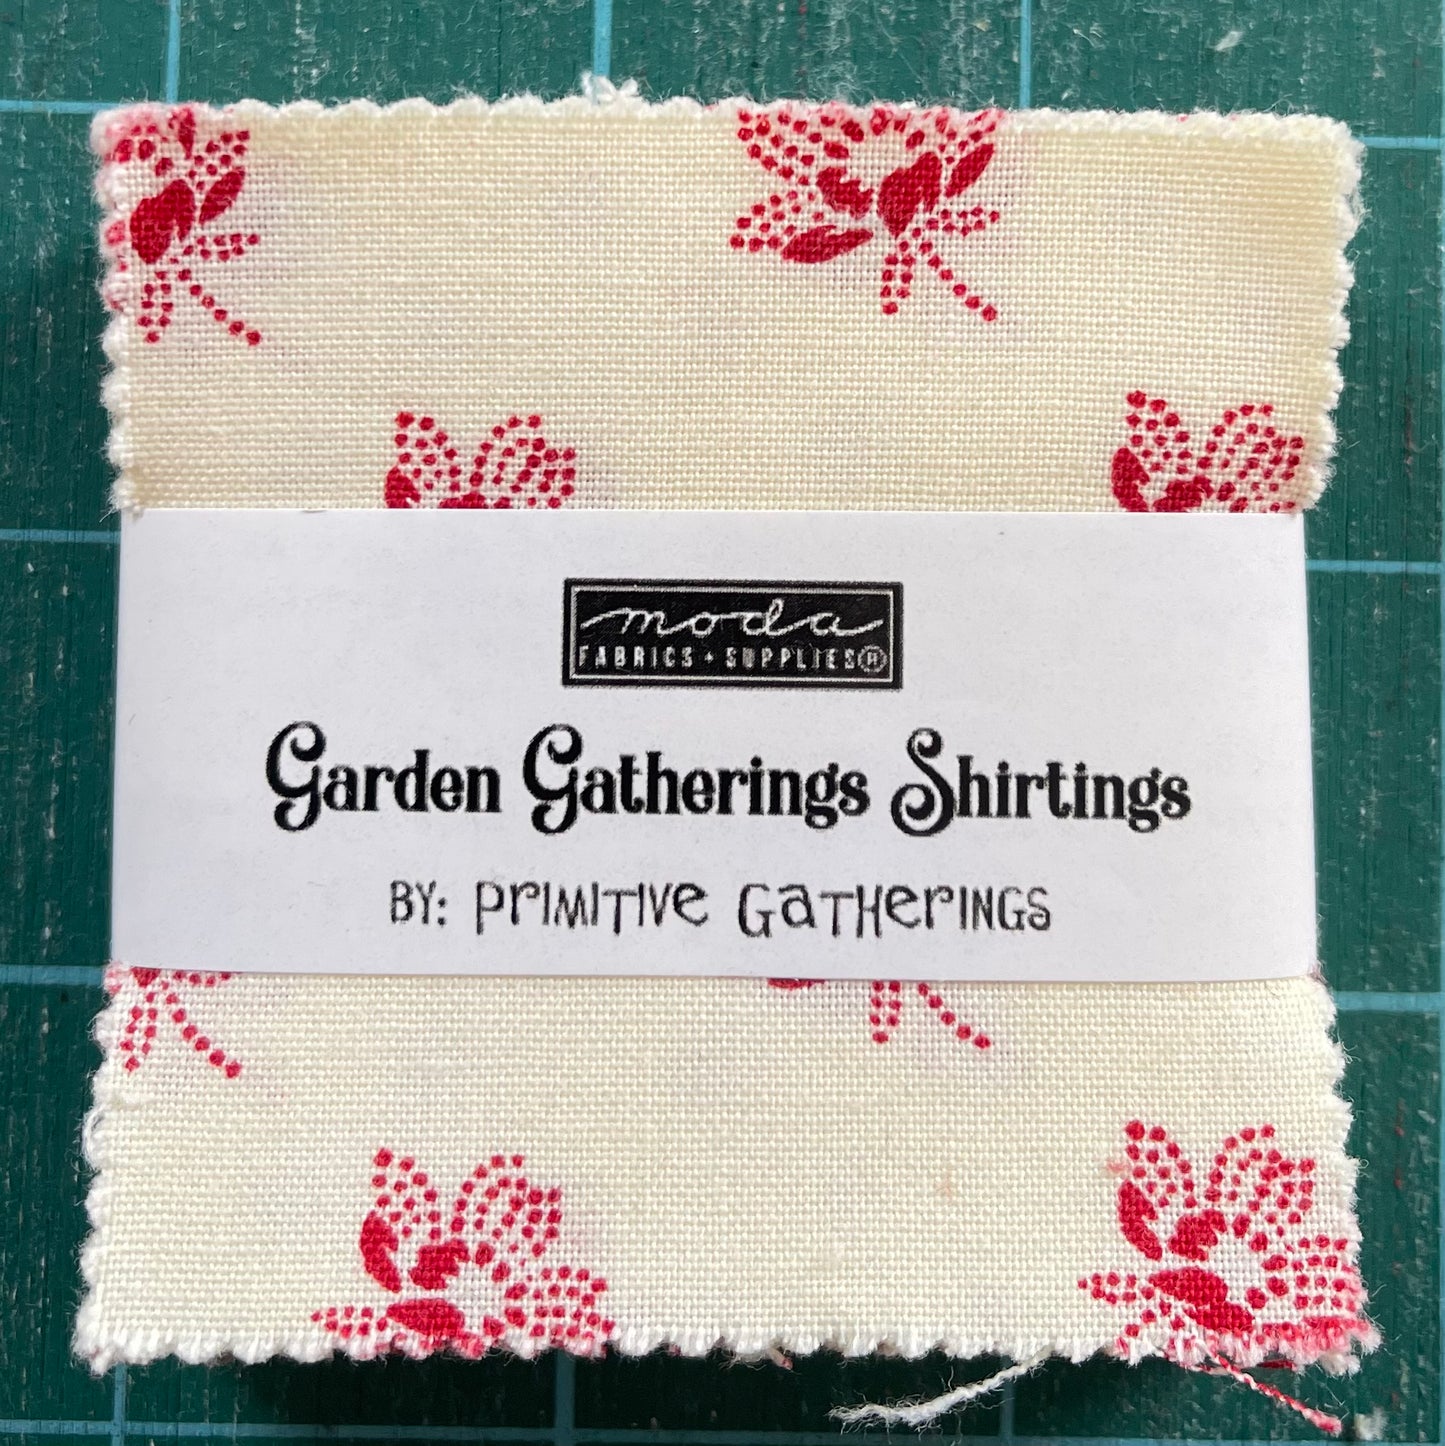 moda
FABRICS + SUPPLIES®
Garden Gatherings Shirtings
BY: PRIMITIVE GATHERINGS